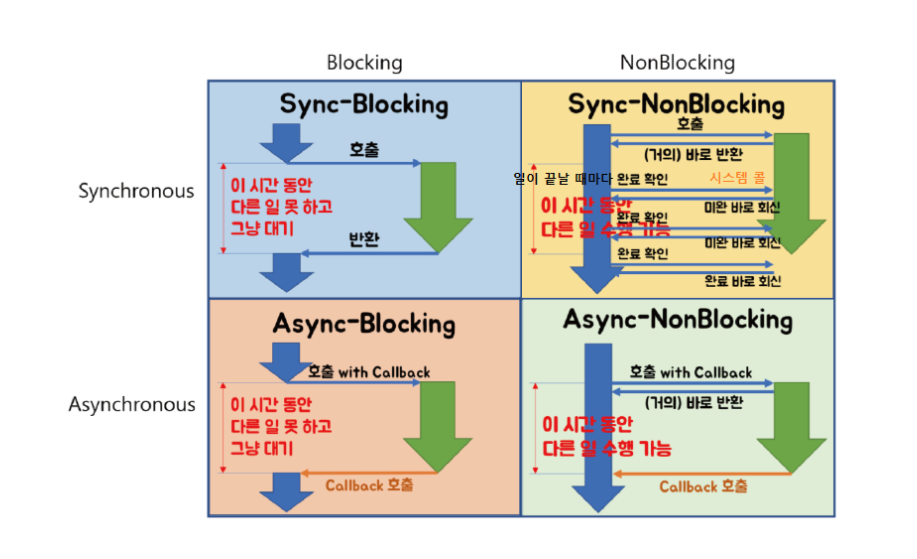 Blocking
NonBlocking
Synchronous
Sync-Blocking
호출
이 시간 동안
다른 일 못 하고
그냥 대기
반환
Sync-NonBlocking
호출
(거의) 바로 반환
일이 끝날 때마다 완료 확인
시스템 콜
이 시간 동안
다른 일 수행 가능
미완 바로 회신
완료 확인
미완 바로 회신
완료 확인
완료 바로 회신
Asynchronous
Async-Blocking
호출 with Callback
이 시간 동안
다른 일 못 하고
그냥 대기
Callback 호출
Async-NonBlocking
호출 with Callback
(거의) 바로 반환
이 시간 동안
다른 일 수행 가능
Callback 호출